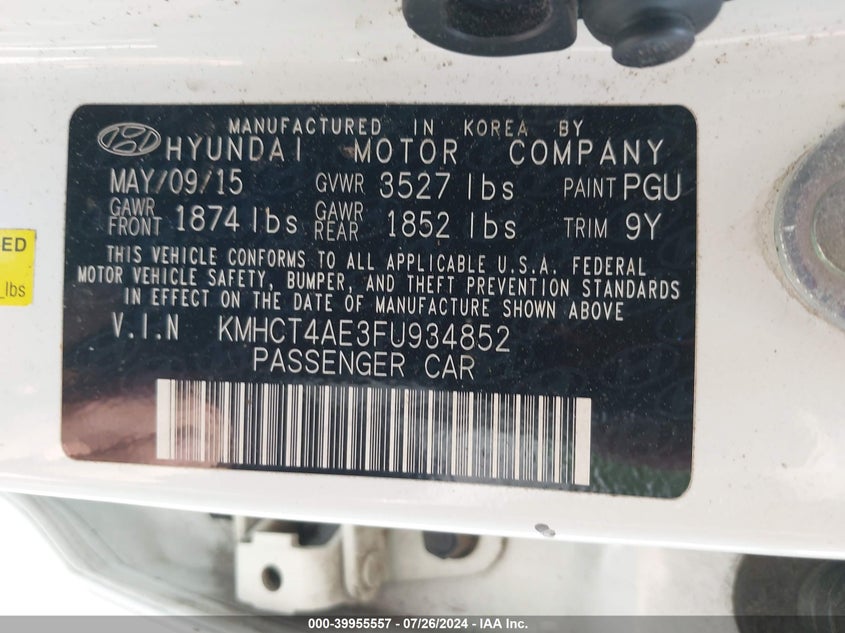 MANUFACTURED IN KOREA BY
HYUNDAI MOTOR COMPANY
MAY/09/15 GVWR 3527 lbs PAINT PGU
GAWR FRONT 1874 lbs GAWR REAR 1852 lbs TRIM 9Y
THIS VEHICLE CONFORMS TO ALL APPLICABLE U.S.A. FEDERAL
MOTOR VEHICLE SAFETY, BUMPER, AND THEFT PREVENTION STANDARDS
IN EFFECT ON THE DATE OF MANUFACTURE SHOWN ABOVE
V.I.N KMHCT4AE3FU934852
PASSENGER CAR
ED
lbs
000-39955557 - 07/26/2024 - IAA Inc.